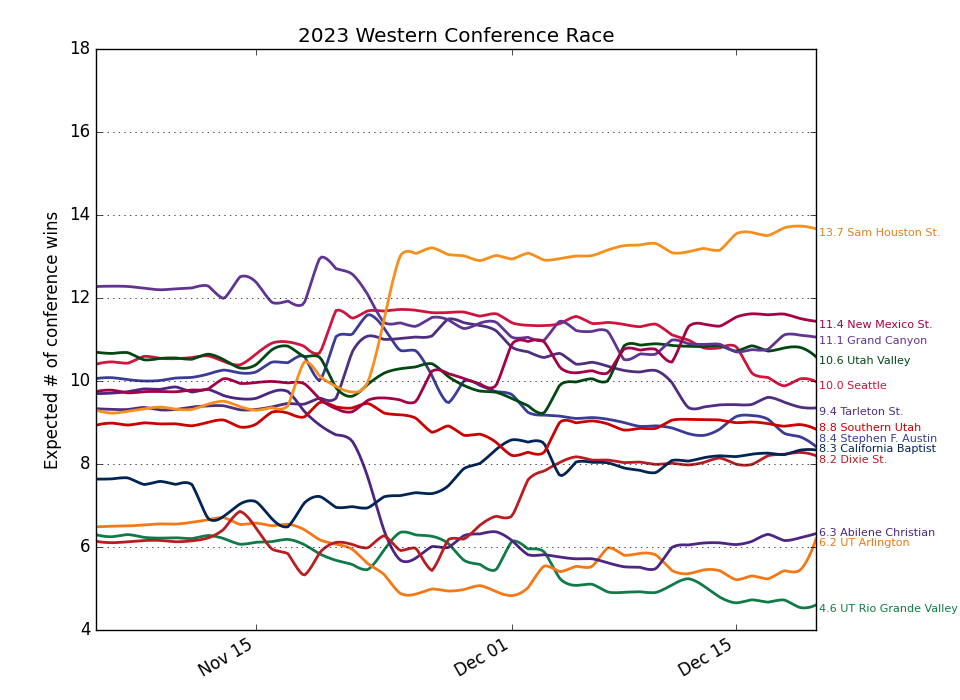 2023 Western Conference Race
Expected # of conference wins
18
16
14
12
10
8
6
4
Nov 15
Dec 01
Dec 15
13.7 Sam Houston St.
11.4 New Mexico St.
11.1 Grand Canyon
10.6 Utah Valley
10.0 Seattle
9.4 Tarleton St.
8.8 Southern Utah
8.4 Stephen F. Austin
8.3 California Baptist
8.2 Dixie St.
6.3 Abilene Christian
6.2 UT Arlington
4.6 UT Rio Grande Valley